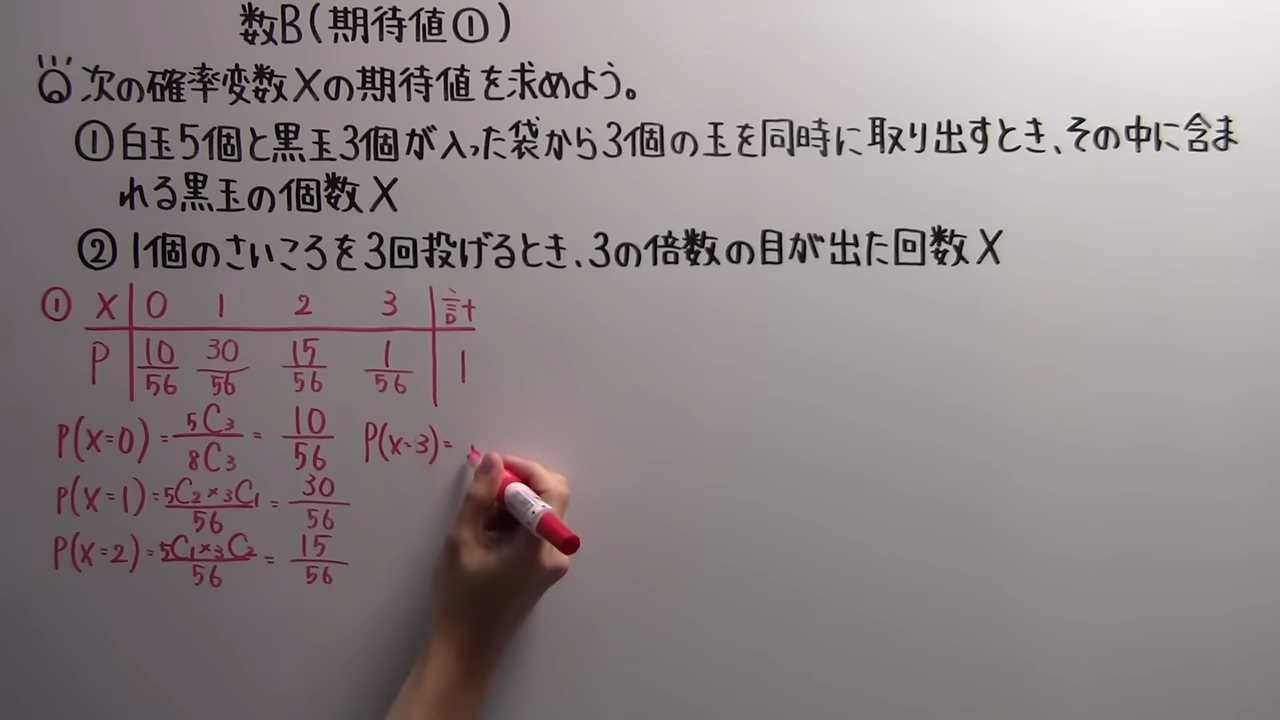 数B(期待値①)
Q 次の確率変数Xの期待値を求めよう。
①白玉5個と黒玉3個が入った袋から3個の玉を同時に取り出すとき、その中に含ま
れる黒玉の個数X
②1個のさいころを3回投げるとき、3の倍数の目が出た回数X
① X 0 1 2 3 計
P 10/56 30/56 15/56 1/56 1
P(X=0)=5C3/8C3=10/56 P(X=3)=
P(X=1)=5C2×3C1/56=30/56
P(X=2)=5C1×3C2/56=15/56